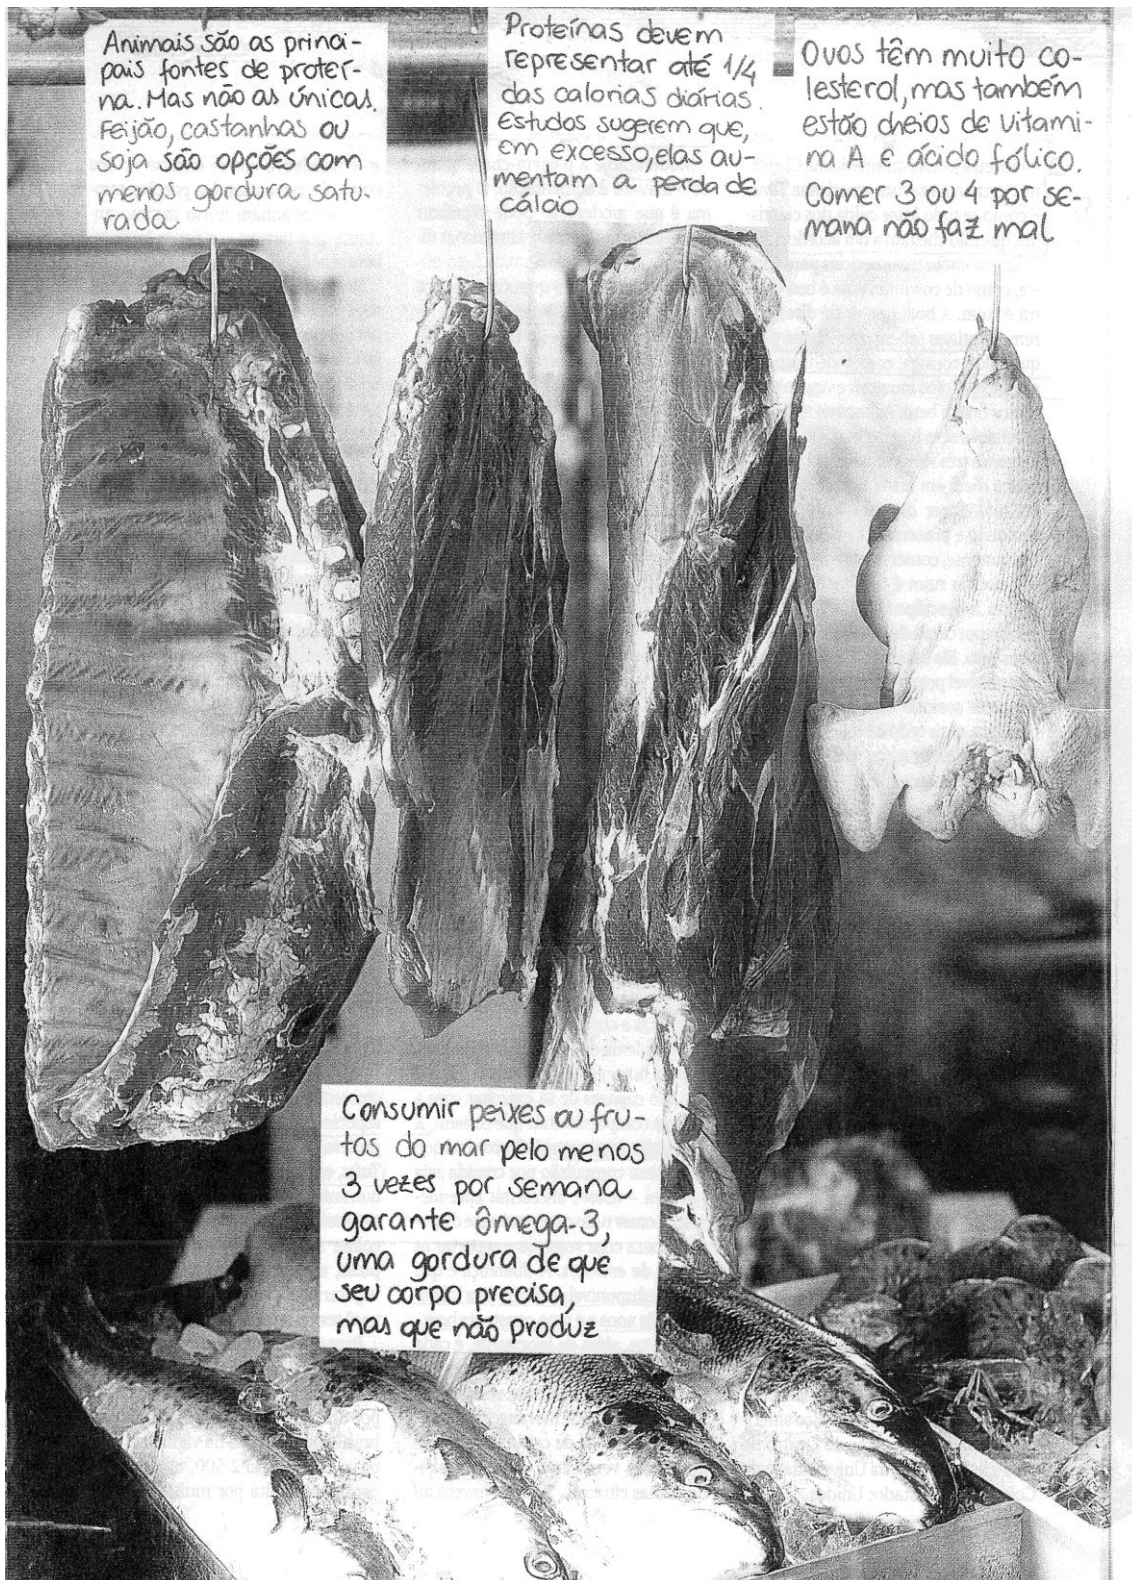 Animais são as princi-
pais fontes de proteí-
na. Mas não as únicas.
Feijão, castanhas ou
soja são opções com
menos gordura satu-
rada
Proteínas devem
representar até 1/4
das calorias diárias.
Estudos sugerem que,
em excesso, elas au-
mentam a perda de
cálcio
Ovos têm muito co-
lesterol, mas também
estão cheios de vitami-
na A e ácido fólico.
Comer 3 ou 4 por se-
mana não faz mal
Consumir peixes ou fru-
tos do mar pelo menos
3 vezes por semana
garante ômega-3,
uma gordura de que
seu corpo precisa,
mas que não produz